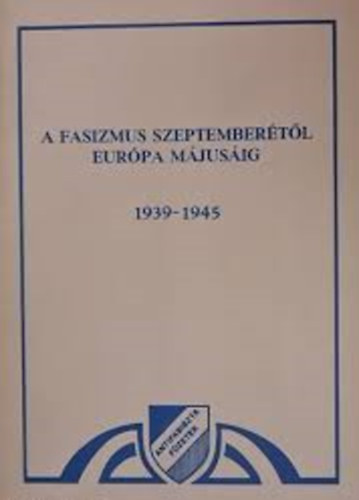 A FASIZMUS SZEPTEMBERÉTŐL
EURÓPA MÁJUSÁIG
1939-1945
ANTIFASISZTA
FÜZETEK